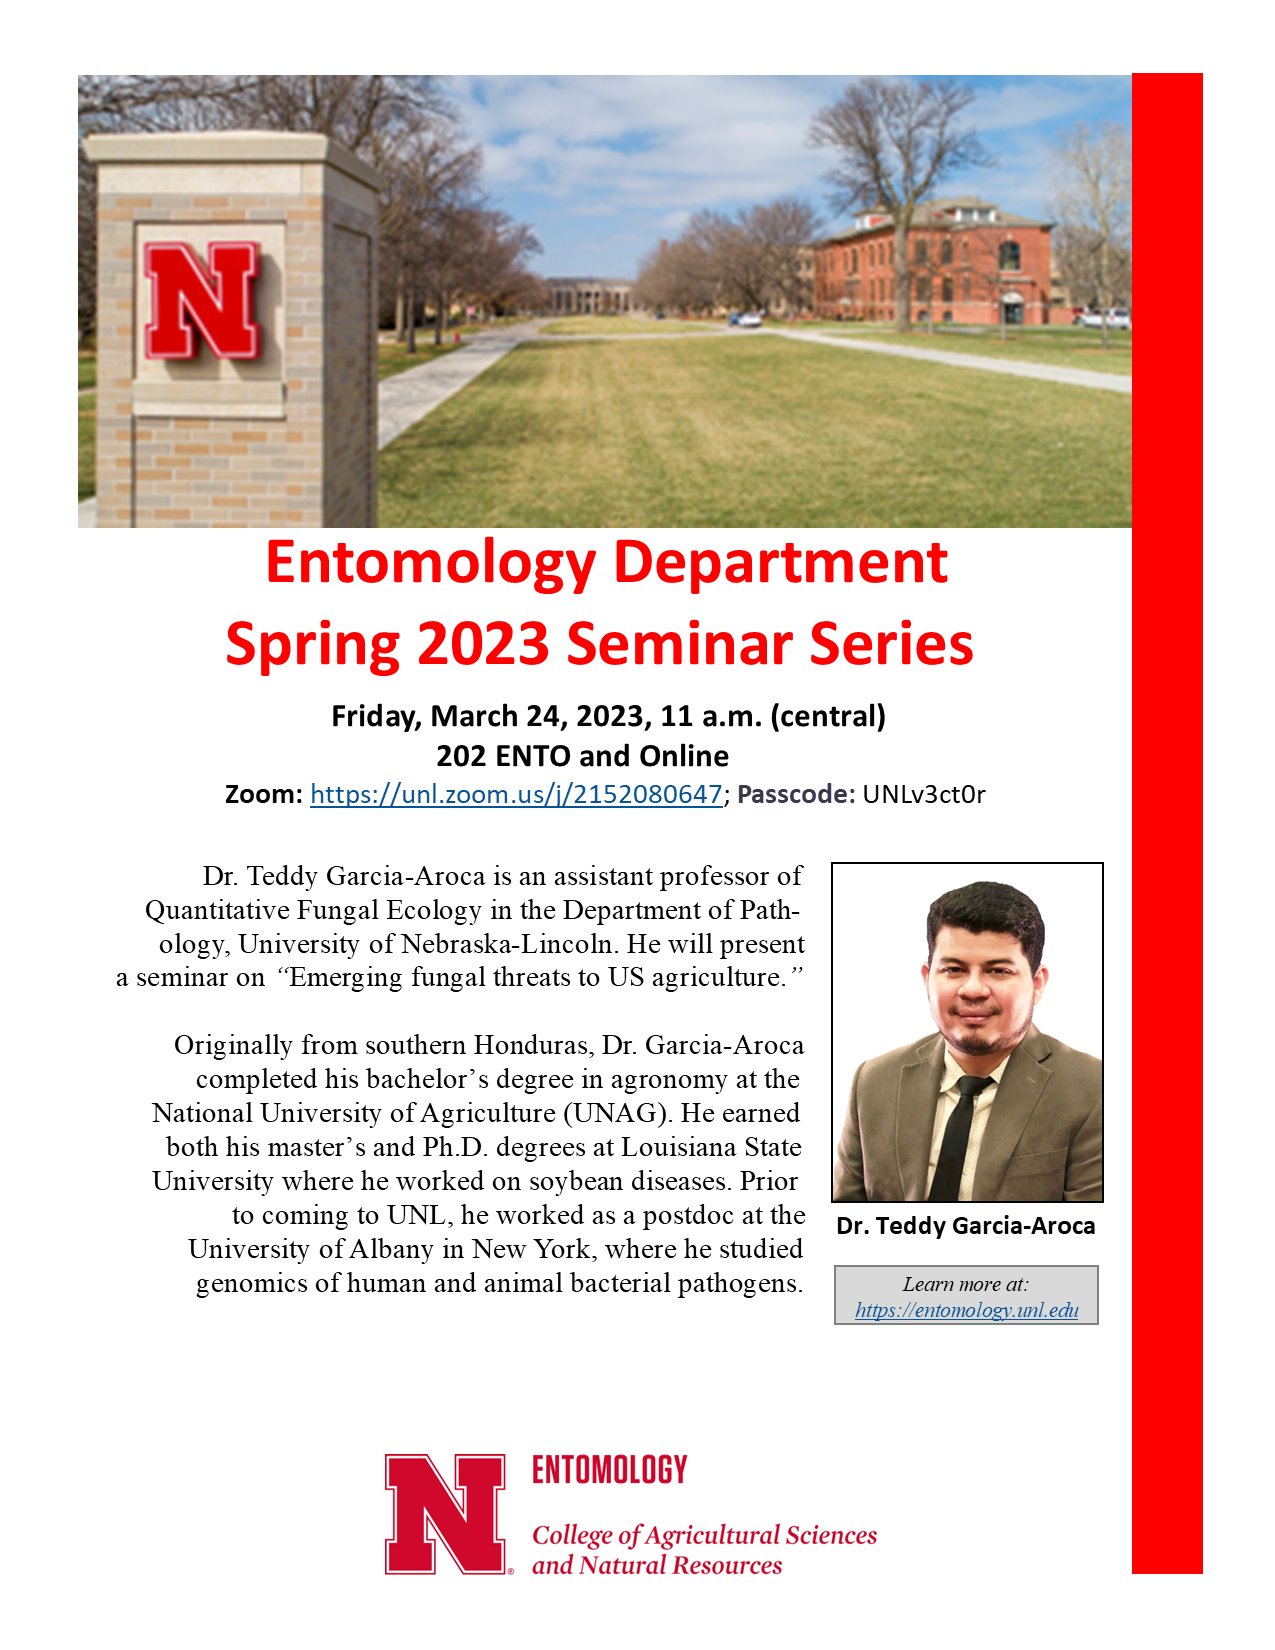 N
Entomology Department
Spring 2023 Seminar Series
Friday, March 24, 2023, 11 a.m. (central)
202 ENTO and Online
Zoom: https://unl.zoom.us/j/2152080647; Passcode: UNLv3ct0r
Dr. Teddy Garcia-Aroca is an assistant professor of
Quantitative Fungal Ecology in the Department of Path-
ology, University of Nebraska-Lincoln. He will present
a seminar on “Emerging fungal threats to US agriculture.”
Originally from southern Honduras, Dr. Garcia-Aroca
completed his bachelor’s degree in agronomy at the
National University of Agriculture (UNAG). He earned
both his master’s and Ph.D. degrees at Louisiana State
University where he worked on soybean diseases. Prior
to coming to UNL, he worked as a postdoc at the
University of Albany in New York, where he studied
genomics of human and animal bacterial pathogens.
Dr. Teddy Garcia-Aroca
Learn more at:
https://entomology.unl.edu
N®
ENTOMOLOGY
College of Agricultural Sciences
and Natural Resources